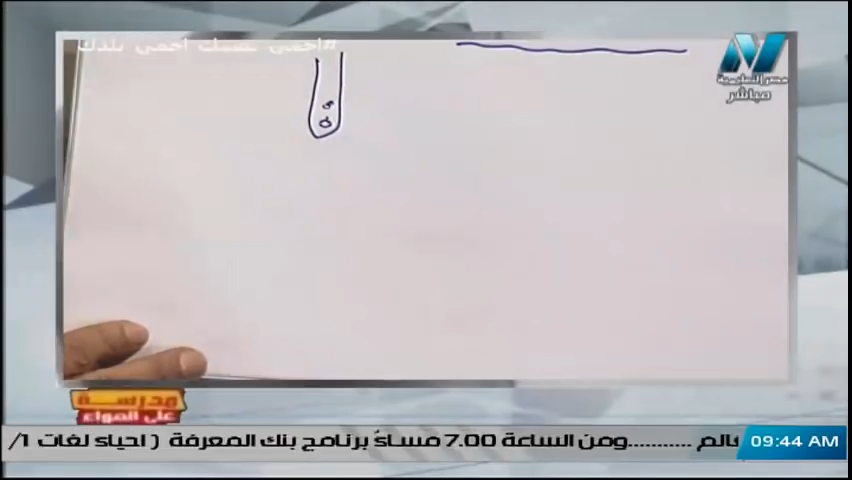 #احمي نفسك احمي بلدك
مصر التعليمية
مباشر
مدرسة
على الهواء
عالم ..........ومن الساعة 7.00 مساءً برنامج بنك المعرفة ( احياء لغات 1/
09:44 AM